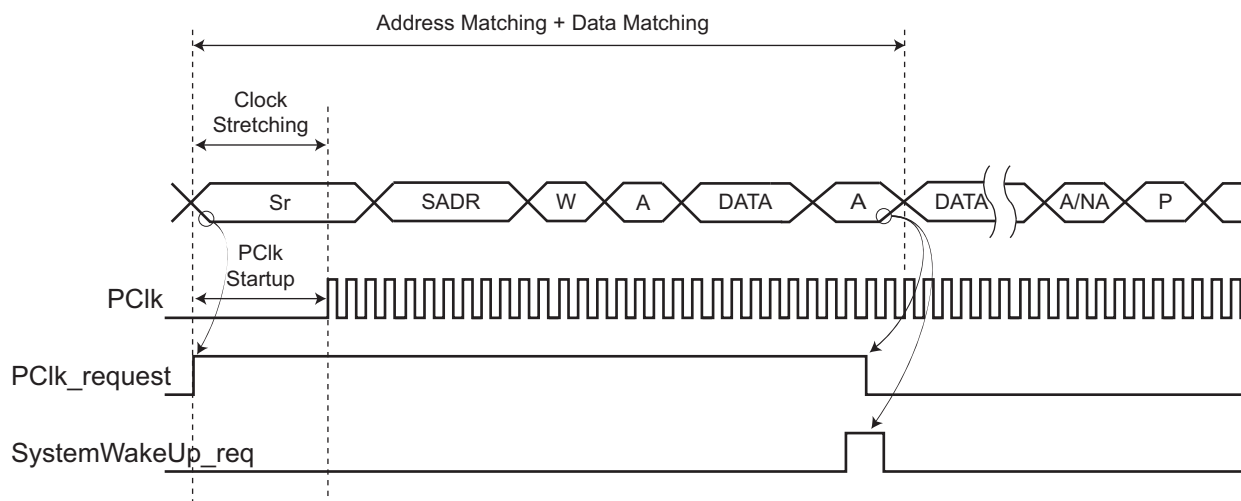 Address Matching + Data Matching
Clock
Stretching
Sr
SADR
W
A
DATA
A
DATA
A/NA
P
PClk
Startup
PClk
PClk_request
SystemWakeUp_req